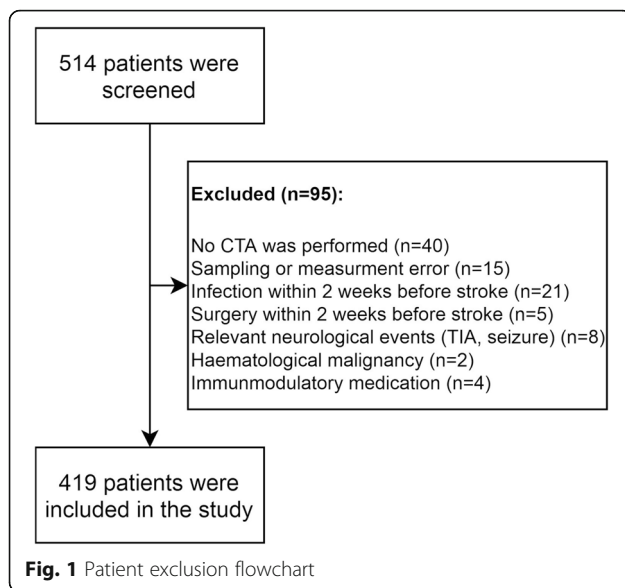 514 patients were
screened
Excluded (n=95):
No CTA was performed (n=40)
Sampling or measurment error (n=15)
Infection within 2 weeks before stroke (n=21)
Surgery within 2 weeks before stroke (n=5)
Relevant neurological events (TIA, seizure) (n=8)
Haematological malignancy (n=2)
Immunmodulatory medication (n=4)
419 patients were
included in the study
Fig. 1 Patient exclusion flowchart